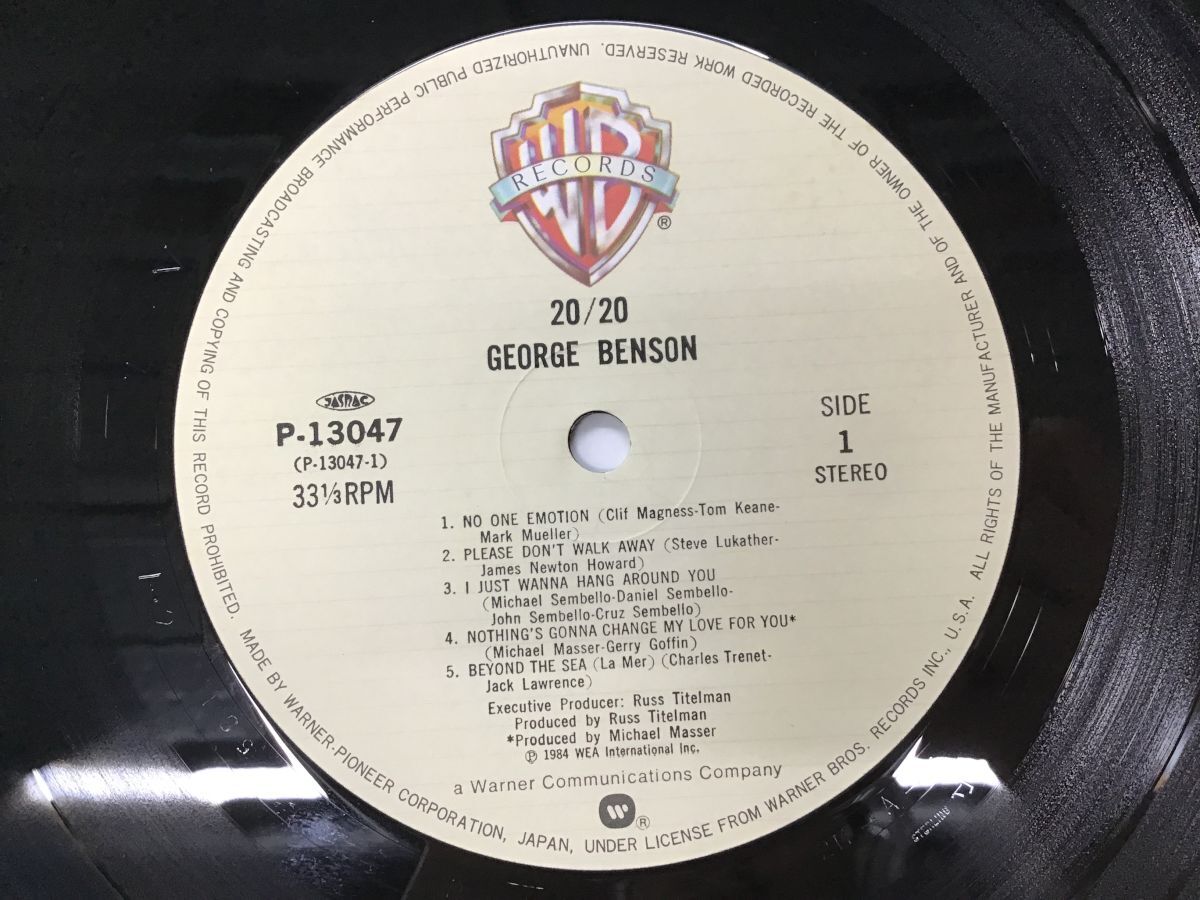 WB
RECORDS
®
20/20
GEORGE BENSON
JASRAC
P-13047
(P-13047-1)
33⅓RPM
SIDE
1
STEREO
1. NO ONE EMOTION (Clif Magness-Tom Keane-
Mark Mueller)
2. PLEASE DON'T WALK AWAY (Steve Lukather-
James Newton Howard)
3. I JUST WANNA HANG AROUND YOU
(Michael Sembello-Daniel Sembello-
John Sembello-Cruz Sembello)
4. NOTHING'S GONNA CHANGE MY LOVE FOR YOU*
(Michael Masser-Gerry Goffin)
5. BEYOND THE SEA (La Mer) (Charles Trenet-
Jack Lawrence)
Executive Producer: Russ Titelman
Produced by Russ Titelman
*Produced by Michael Masser
℗ 1984 WEA International Inc.
a Warner Communications Company
®
MADE BY WARNER-PIONEER CORPORATION, JAPAN, UNDER LICENSE FROM WARNER BROS. RECORDS INC., U.S.A. ALL RIGHTS OF THE MANUFACTURER AND OF THE OWNER OF THE RECORDED WORK RESERVED. UNAUTHORIZED PUBLIC PERFORMANCE BROADCASTING AND COPYING OF THIS RECORD PROHIBITED.
STERLING